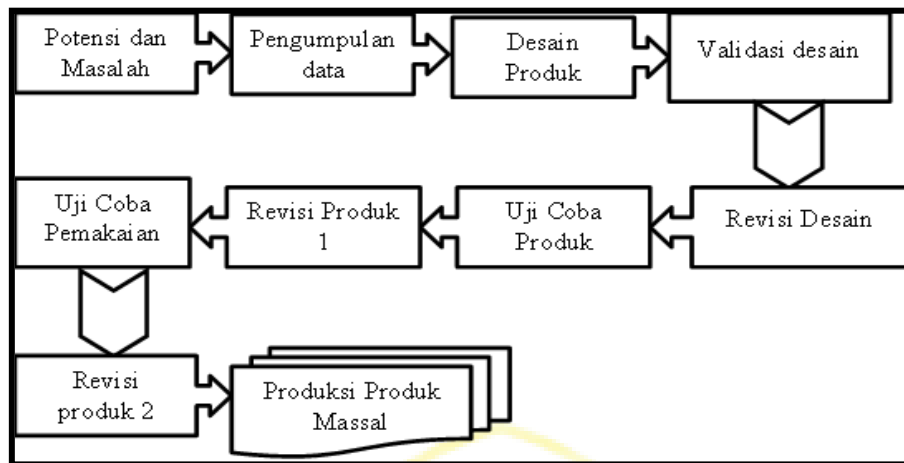 Potensi dan
Masalah
Pengumpulan
data
Desain
Produk
Validasi desain
Revisi Desain
Uji Coba
Produk
Revisi Produk
1
Uji Coba
Pemakaian
Revisi
produk 2
Produksi Produk
Massal